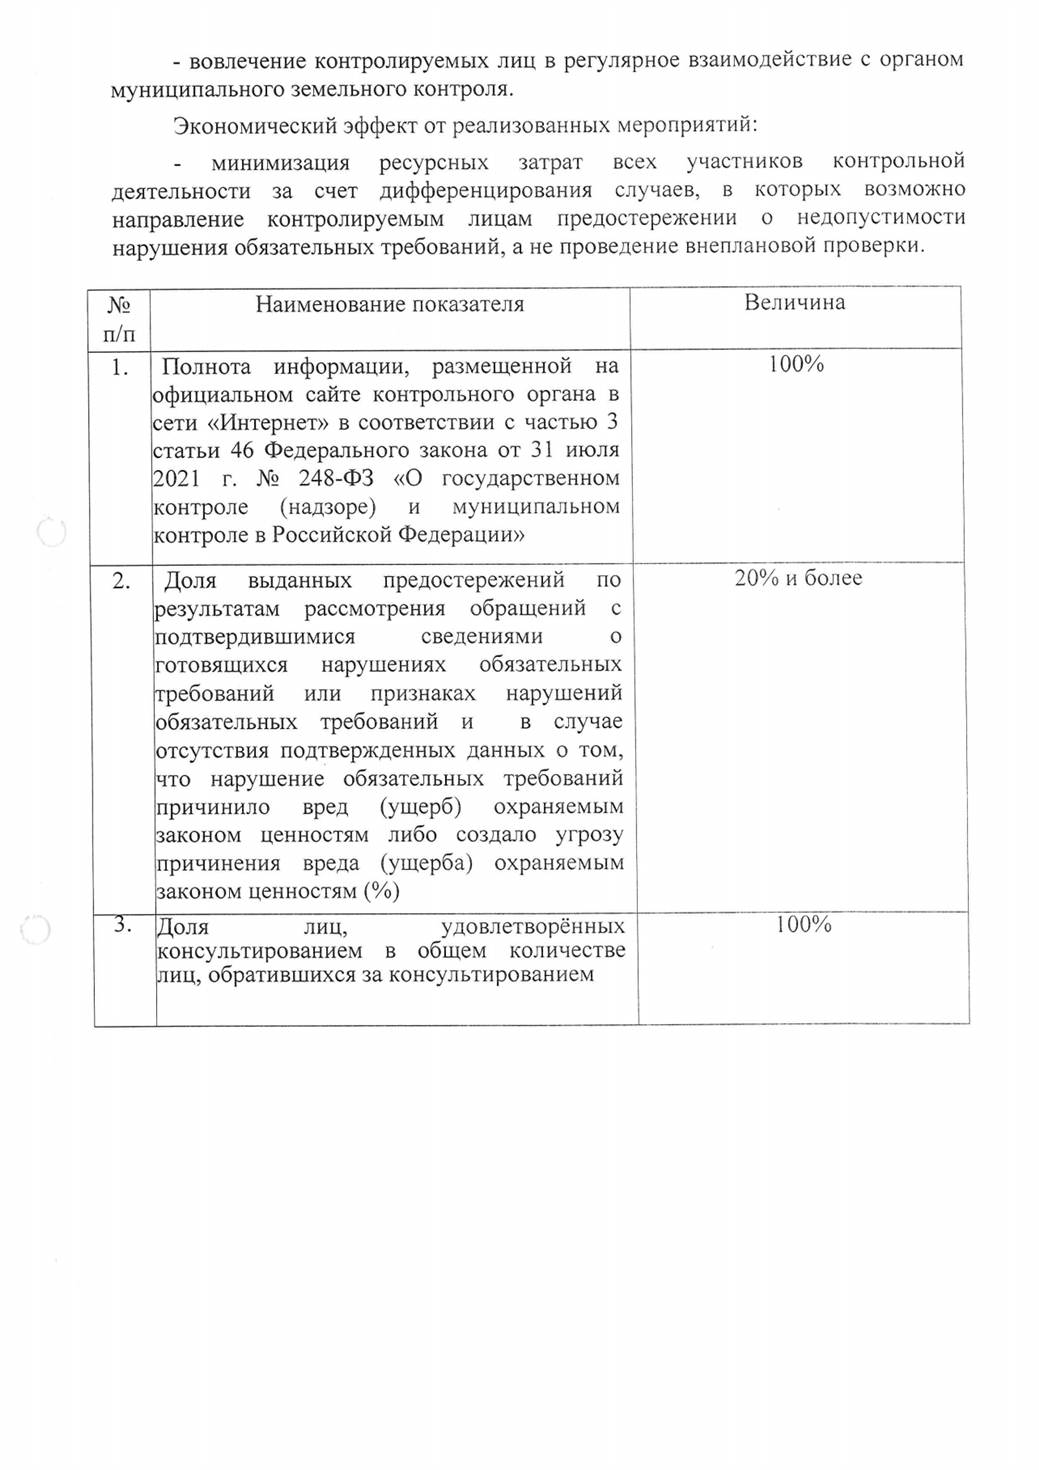 - вовлечение контролируемых лиц в регулярное взаимодействие с органом
муниципального земельного контроля.
Экономический эффект от реализованных мероприятий:
- минимизация ресурсных затрат всех участников контрольной
деятельности за счет дифференцирования случаев, в которых возможно
направление контролируемым лицам предостережении о недопустимости
нарушения обязательных требований, а не проведение внеплановой проверки.
№
п/п
Наименование показателя
Величина
1.
Полнота информации, размещенной на
официальном сайте контрольного органа в
сети «Интернет» в соответствии с частью 3
статьи 46 Федерального закона от 31 июля
2021 г. № 248-ФЗ «О государственном
контроле (надзоре) и муниципальном
контроле в Российской Федерации»
100%
2.
Доля выданных предостережений по
результатам рассмотрения обращений с
подтвердившимися сведениями о
готовящихся нарушениях обязательных
требований или признаках нарушений
обязательных требований и в случае
отсутствия подтвержденных данных о том,
что нарушение обязательных требований
причинило вред (ущерб) охраняемым
законом ценностям либо создало угрозу
причинения вреда (ущерба) охраняемым
законом ценностям (%)
20% и более
3.
Доля лиц, удовлетворённых
консультированием в общем количестве
лиц, обратившихся за консультированием
100%